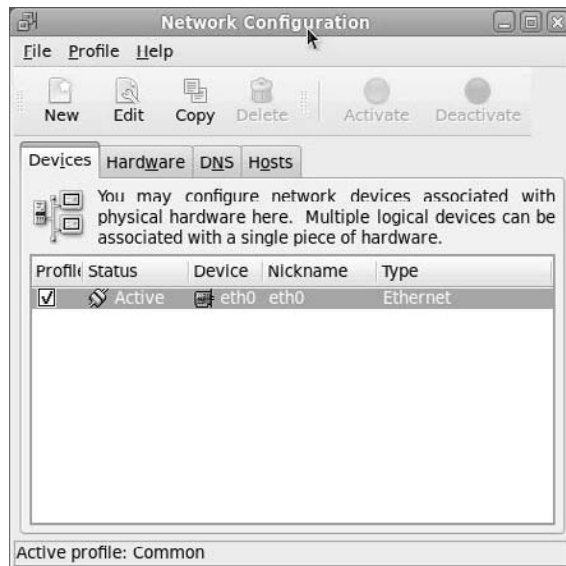 Network Configuration
File Profile Help
New Edit Copy Delete Activate Deactivate
Devices Hardware DNS Hosts
You may configure network devices associated with
physical hardware here. Multiple logical devices can be
associated with a single piece of hardware.
Profile Status Device Nickname Type
Active eth0 eth0 Ethernet
Active profile: Common